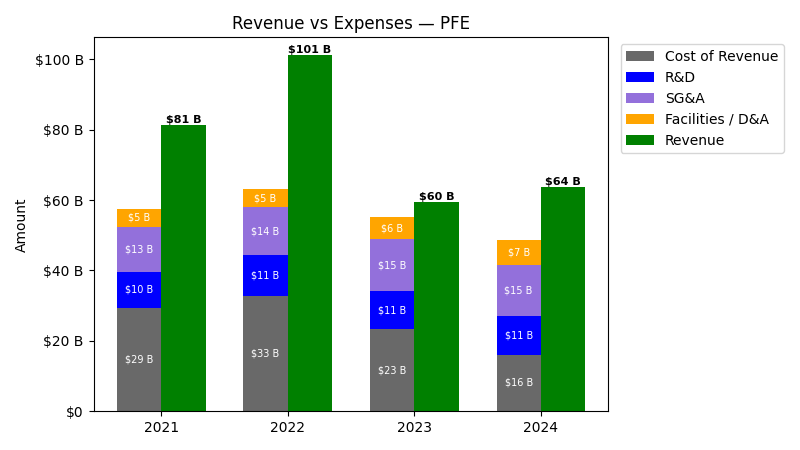 Revenue vs Expenses — PFE
Amount
$100 B
$80 B
$60 B
$40 B
$20 B
$0
$5 B
$13 B
$10 B
$29 B
$81 B
$5 B
$14 B
$11 B
$33 B
$101 B
$6 B
$15 B
$11 B
$23 B
$60 B
$7 B
$15 B
$11 B
$16 B
$64 B
2021
2022
2023
2024
Cost of Revenue
R&D
SG&A
Facilities / D&A
Revenue